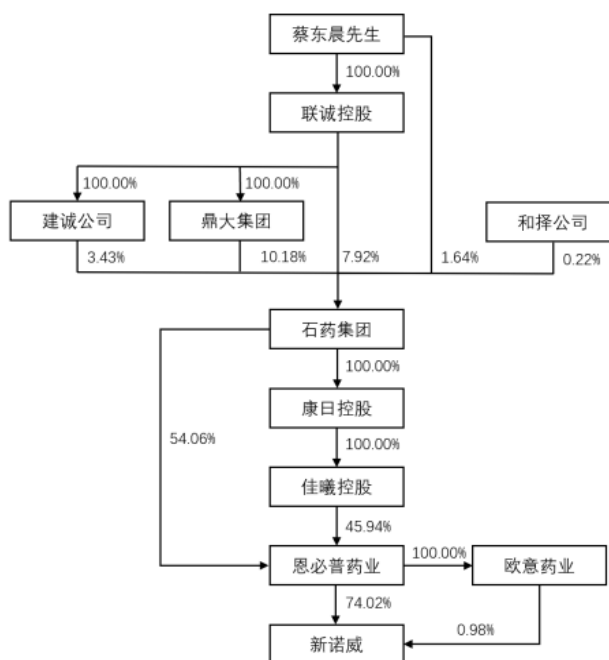 蔡东晨先生
100.00%
联诚控股
100.00%
100.00%
建诚公司
鼎大集团
和择公司
3.43%
10.18%
7.92%
1.64%
0.22%
石药集团
100.00%
康日控股
54.06%
100.00%
佳曦控股
45.94%
恩必普药业
100.00%
欧意药业
74.02%
0.98%
新诺威